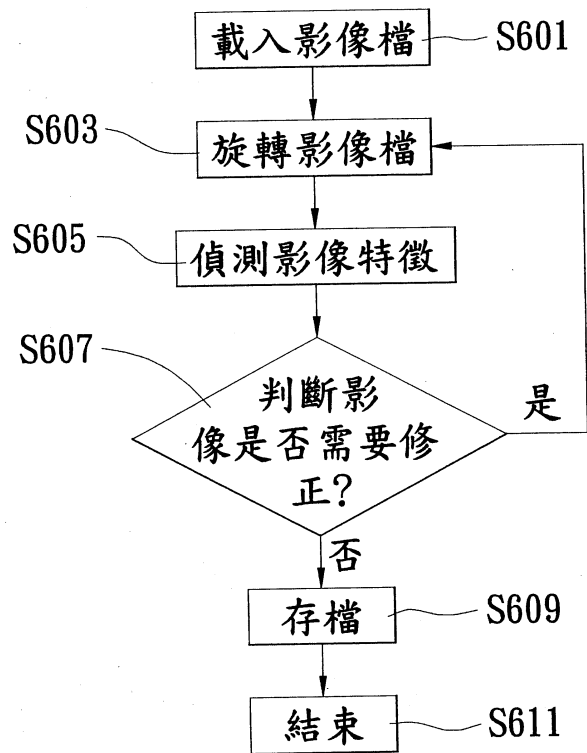 載入影像檔
S601
S603
旋轉影像檔
S605
偵測影像特徵
S607
判斷影
像是否需要修
正?
是
否
存檔
S609
結束
S611